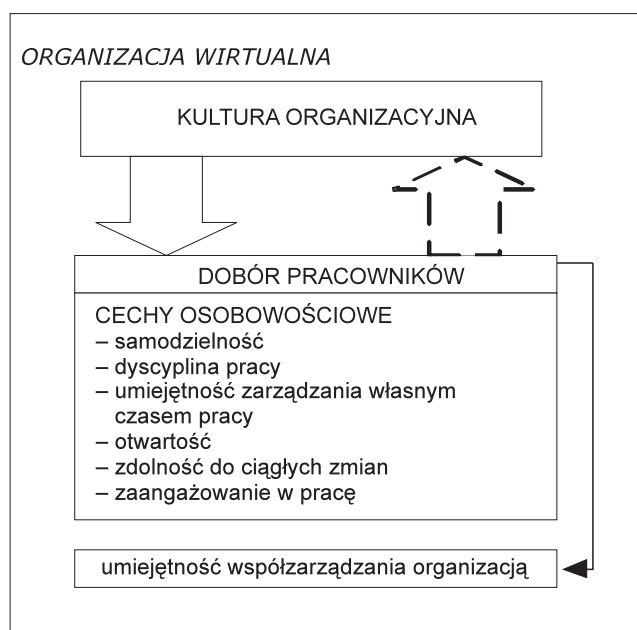 ORGANIZACJA WIRTUALNA
KULTURA ORGANIZACYJNA
DOBÓR PRACOWNIKÓW
CECHY OSOBOWOŚCIOWE
– samodzielność
– dyscyplina pracy
– umiejętność zarządzania własnym
czasem pracy
– otwartość
– zdolność do ciągłych zmian
– zaangażowanie w pracę
umiejętność współzarządzania organizacją